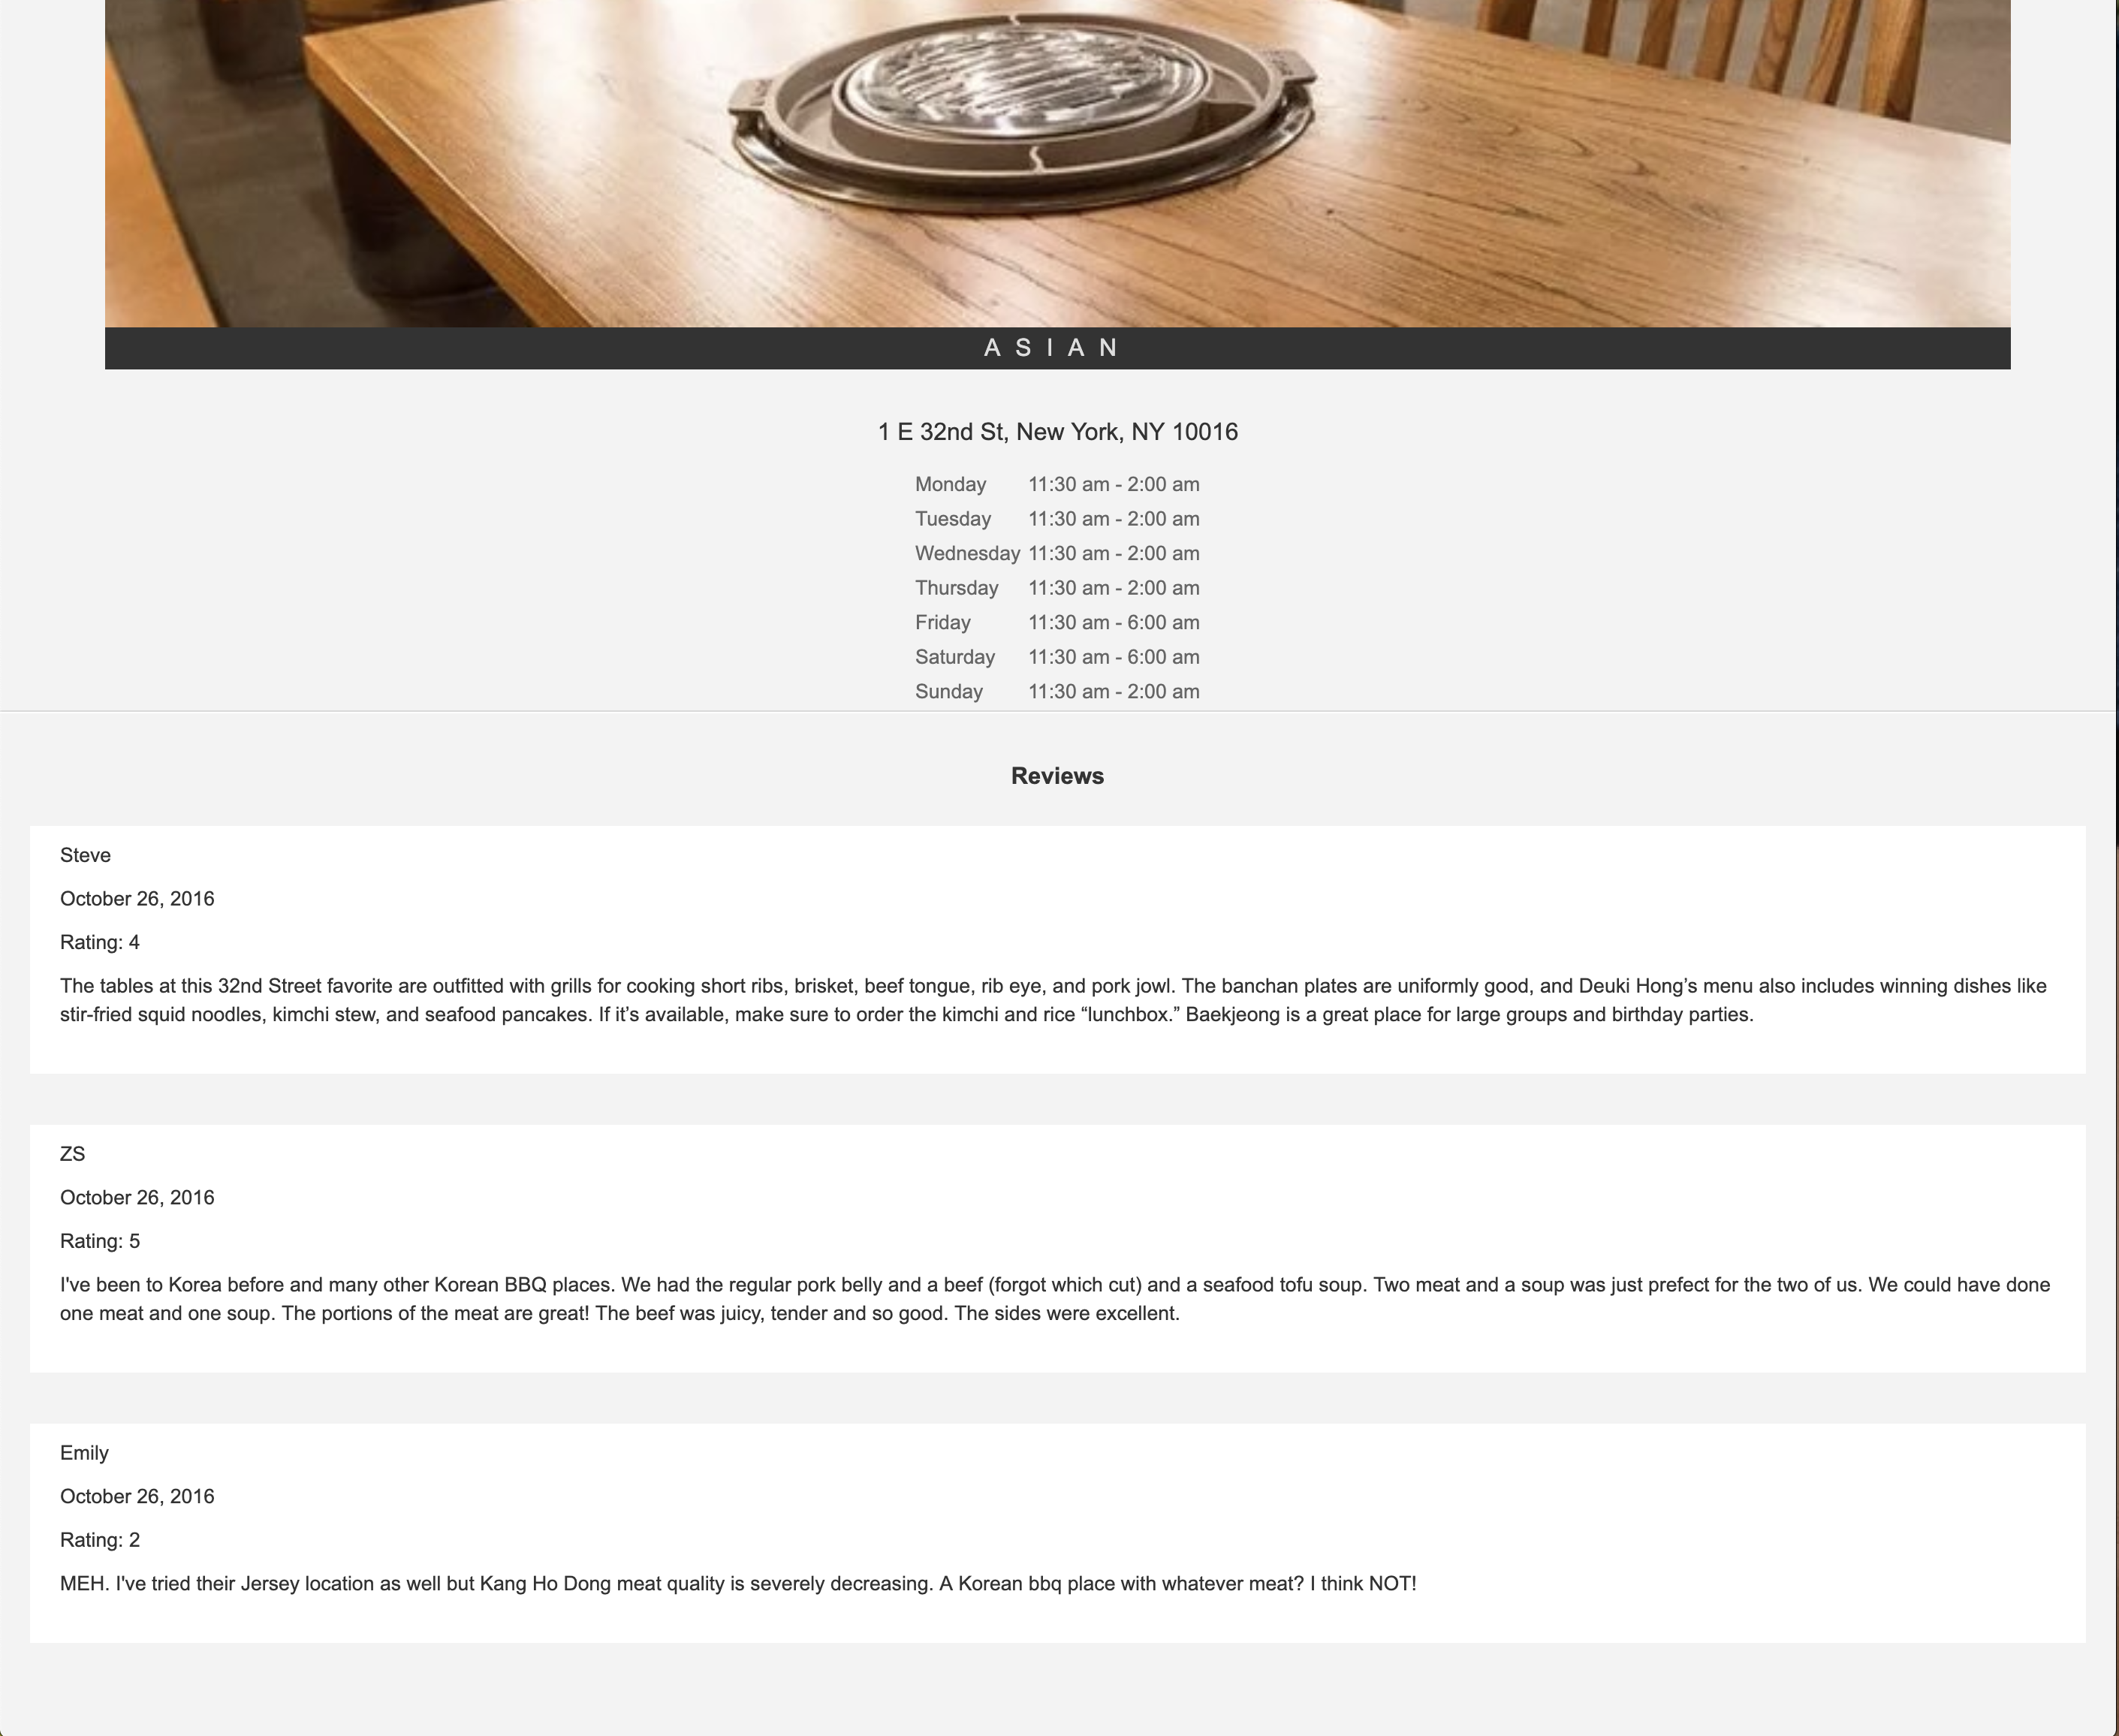 ASIAN
1 E 32nd St, New York, NY 10016
Monday 11:30 am - 2:00 am
Tuesday 11:30 am - 2:00 am
Wednesday 11:30 am - 2:00 am
Thursday 11:30 am - 2:00 am
Friday 11:30 am - 6:00 am
Saturday 11:30 am - 6:00 am
Sunday 11:30 am - 2:00 am
Reviews
Steve
October 26, 2016
Rating: 4
The tables at this 32nd Street favorite are outfitted with grills for cooking short ribs, brisket, beef tongue, rib eye, and pork jowl. The banchan plates are uniformly good, and Deuki Hong’s menu also includes winning dishes like
stir-fried squid noodles, kimchi stew, and seafood pancakes. If it’s available, make sure to order the kimchi and rice “lunchbox.” Baekjeong is a great place for large groups and birthday parties.
ZS
October 26, 2016
Rating: 5
I've been to Korea before and many other Korean BBQ places. We had the regular pork belly and a beef (forgot which cut) and a seafood tofu soup. Two meat and a soup was just prefect for the two of us. We could have done
one meat and one soup. The portions of the meat are great! The beef was juicy, tender and so good. The sides were excellent.
Emily
October 26, 2016
Rating: 2
MEH. I've tried their Jersey location as well but Kang Ho Dong meat quality is severely decreasing. A Korean bbq place with whatever meat? I think NOT!